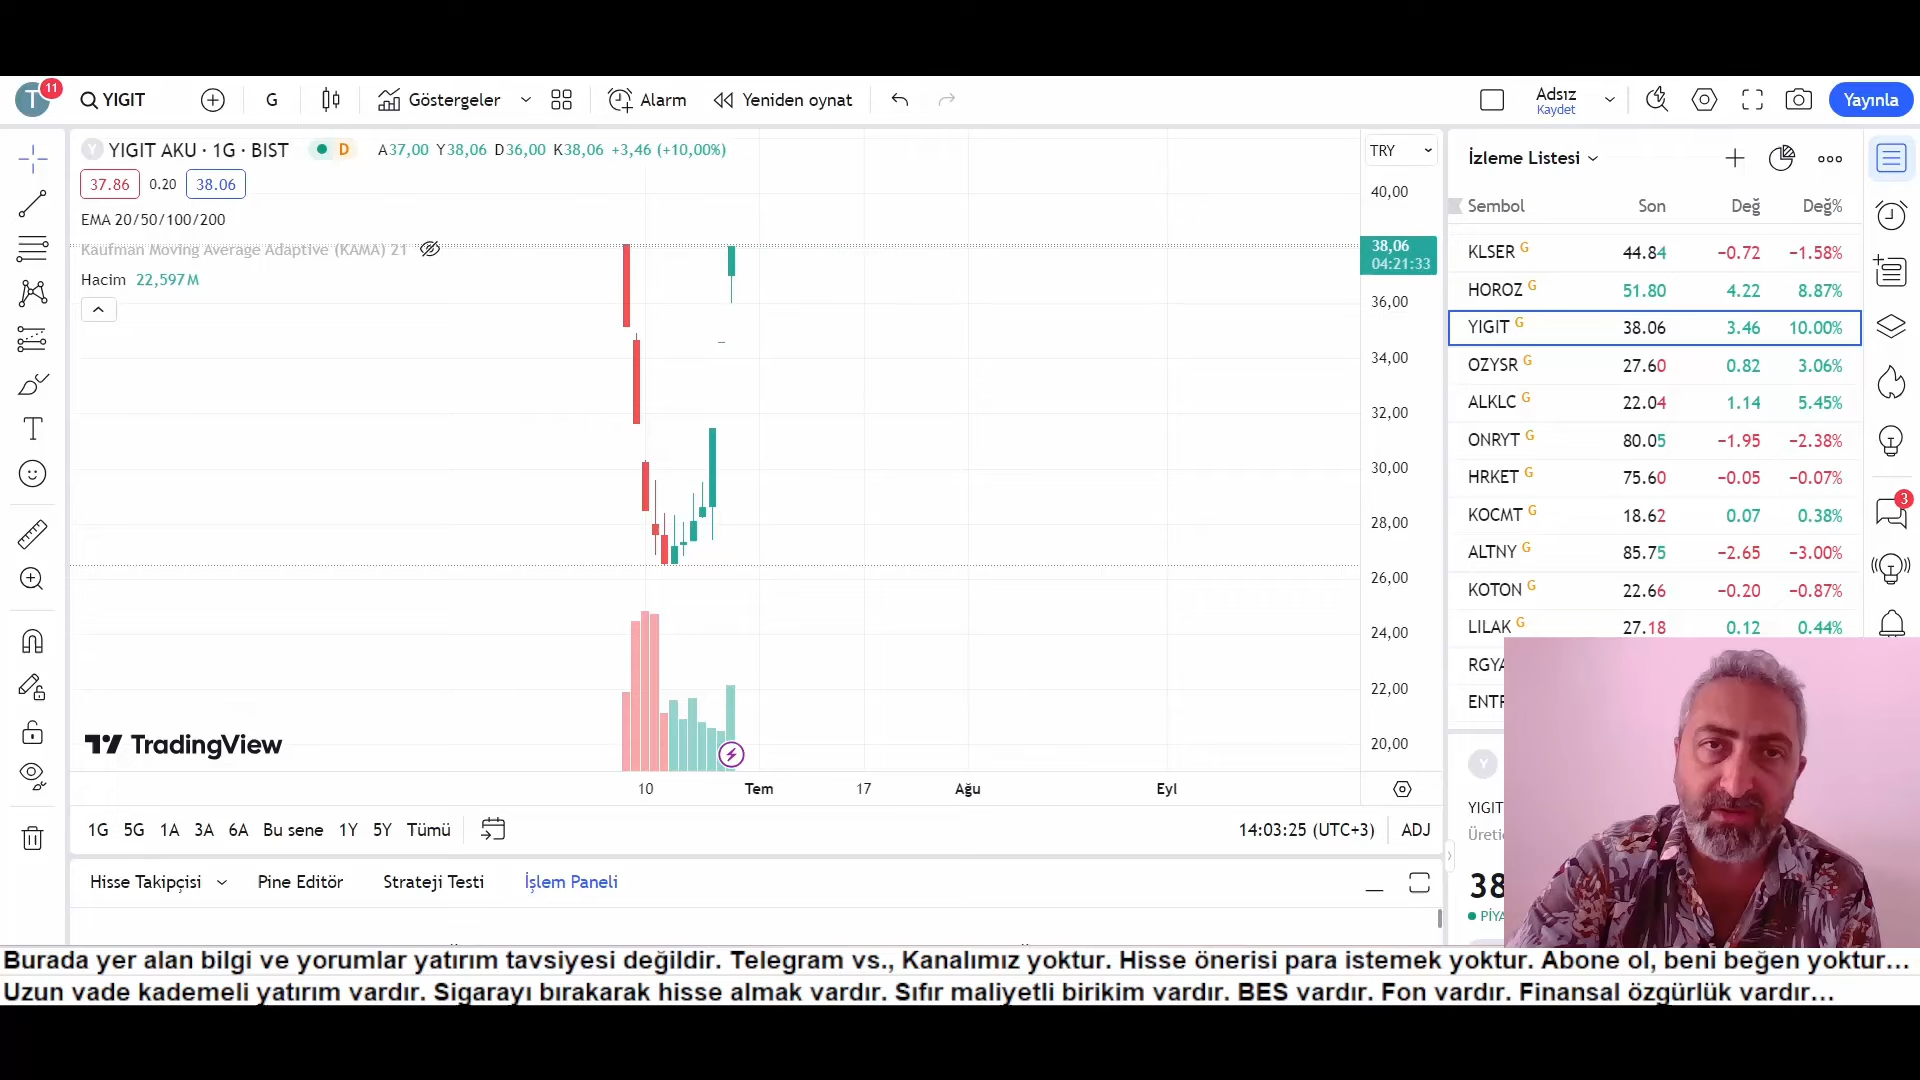 T 11 YIGIT G Göstergeler Alarm Yeniden oynat Adsız Kaydet Yayınla
YIGIT AKU · 1G · BIST D A37,00 Y38,06 D36,00 K38,06 +3,46 (+10,00%)
37.86 0.20 38.06
EMA 20/50/100/200
Kaufman Moving Average Adaptive (KAMA) 21
Hacim 22,597M
TRY
40,00
38,06
04:21:33
36,00
34,00
32,00
30,00
28,00
26,00
24,00
22,00
20,00
TradingView
10 Tem 17 Ağu Eyl
1G 5G 1A 3A 6A Bu sene 1Y 5Y Tümü 14:03:25 (UTC+3) ADJ
Hisse Takipçisi Pine Editör Strateji Testi İşlem Paneli
İzleme Listesi
Sembol Son Değ Değ%
KLSER G 44.84 −0.72 −1.58%
HOROZ G 51.80 4.22 8.87%
YIGIT G 38.06 3.46 10.00%
OZYSR G 27.60 0.82 3.06%
ALKLC G 22.04 1.14 5.45%
ONRYT G 80.05 −1.95 −2.38%
HRKET G 75.60 −0.05 −0.07%
KOCMT G 18.62 0.07 0.38%
ALTNY G 85.75 −2.65 −3.00%
KOTON G 22.66 −0.20 −0.87%
LILAK G 27.18 0.12 0.44%
3
Y
YIGIT
38
Burada yer alan bilgi ve yorumlar yatırım tavsiyesi değildir. Telegram vs., Kanalımız yoktur. Hisse önerisi para istemek yoktur. Abone ol, beni beğen yoktur...
Uzun vade kademeli yatırım vardır. Sigarayı bırakarak hisse almak vardır. Sıfır maliyetli birikim vardır. BES vardır. Fon vardır. Finansal özgürlük vardır...